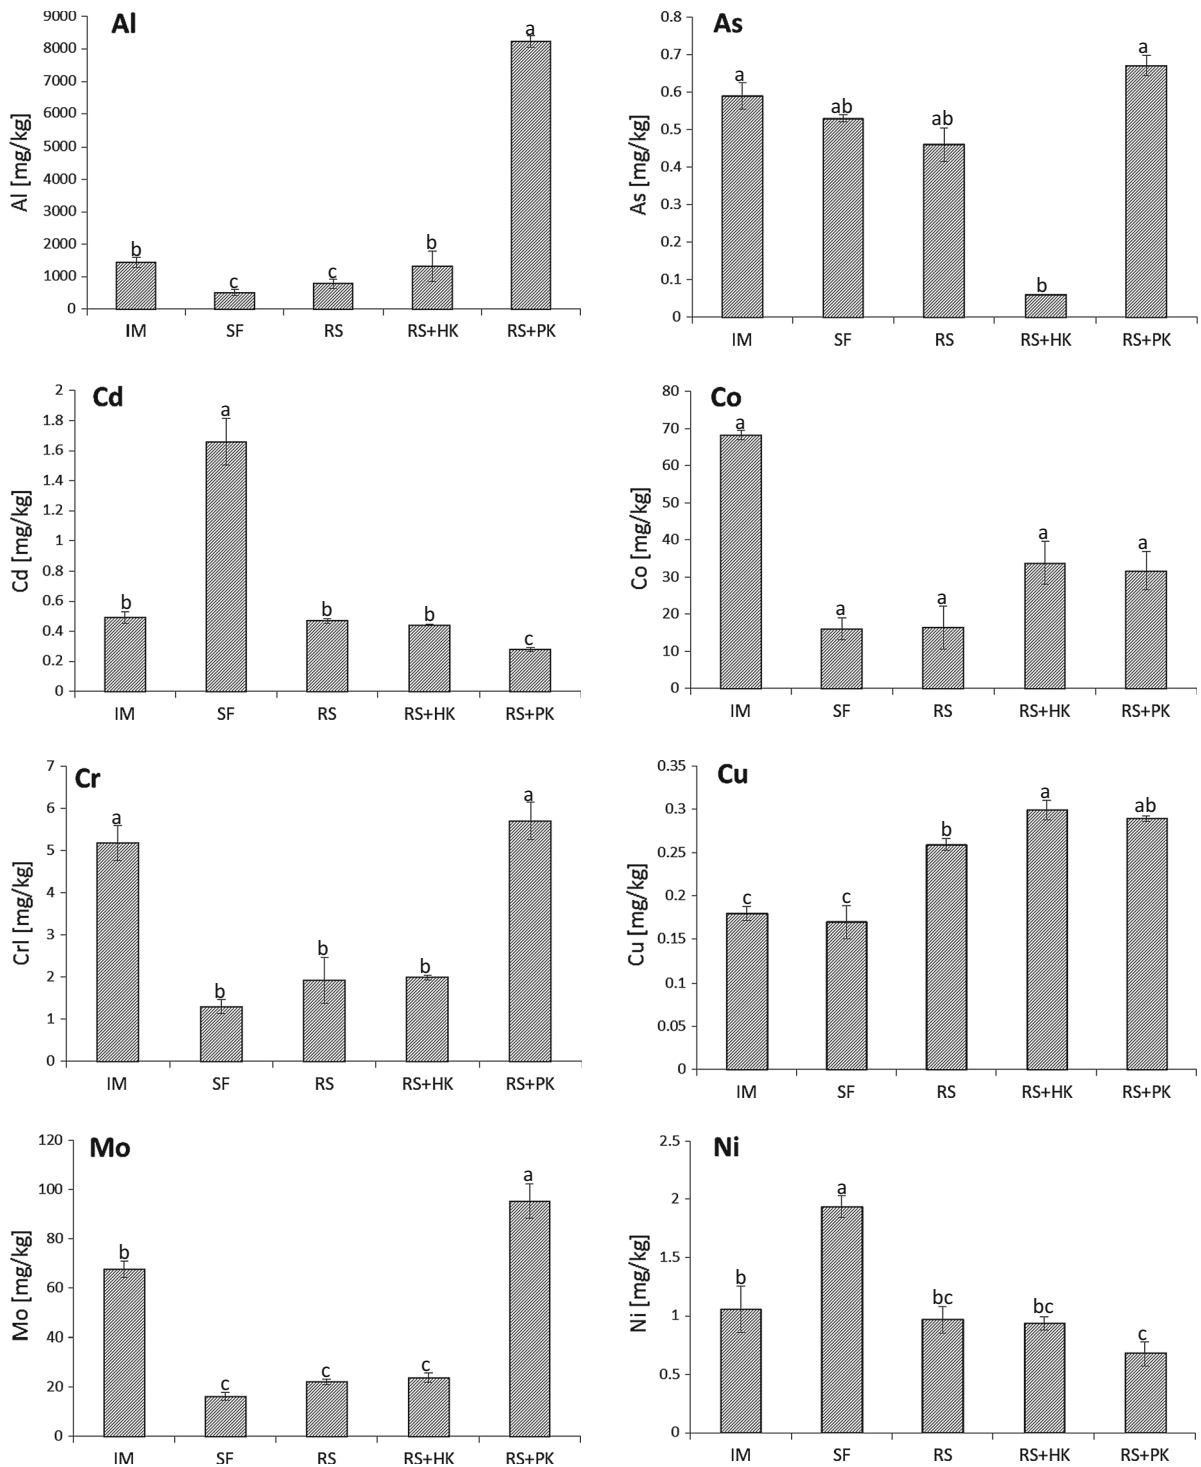 Al
Al [mg/kg]
9000
8000
7000
6000
5000
4000
3000
2000
1000
0
b
c
c
b
a
IM SF RS RS+HK RS+PK
As
As [mg/kg]
0.8
0.7
0.6
0.5
0.4
0.3
0.2
0.1
0
a
ab
ab
b
a
IM SF RS RS+HK RS+PK
Cd
Cd [mg/kg]
2
1.8
1.6
1.4
1.2
1
0.8
0.6
0.4
0.2
0
b
a
b
b
c
IM SF RS RS+HK RS+PK
Co
Co [mg/kg]
80
70
60
50
40
30
20
10
0
a
a
a
a
a
IM SF RS RS+HK RS+PK
Cr
Crl [mg/kg]
7
6
5
4
3
2
1
0
a
b
b
b
a
IM SF RS RS+HK RS+PK
Cu
Cu [mg/kg]
0.35
0.3
0.25
0.2
0.15
0.1
0.05
0
c
c
b
a
ab
IM SF RS RS+HK RS+PK
Mo
Mo [mg/kg]
120
100
80
60
40
20
0
b
c
c
c
a
IM SF RS RS+HK RS+PK
Ni
Ni [mg/kg]
2.5
2
1.5
1
0.5
0
b
a
bc
bc
c
IM SF RS RS+HK RS+PK